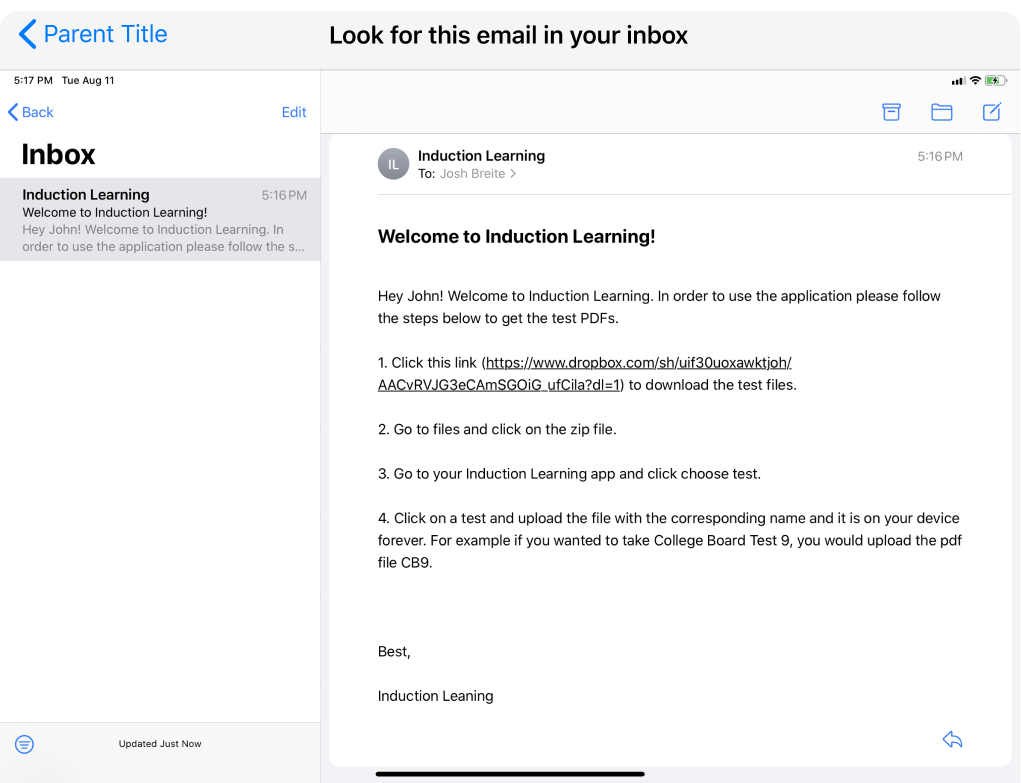 Parent Title
Look for this email in your inbox
5:17 PM Tue Aug 11
Back
Edit
Inbox
Induction Learning 5:16 PM
Welcome to Induction Learning!
Hey John! Welcome to Induction Learning. In
order to use the application please follow the s...
Updated Just Now
IL
Induction Learning
5:16 PM
To: Josh Breite
Welcome to Induction Learning!
Hey John! Welcome to Induction Learning. In order to use the application please follow
the steps below to get the test PDFs.
1. Click this link (https://www.dropbox.com/sh/uif30uoxawktjoh/
AACvRVJG3eCAmSGOiG_ufCila?dl=1) to download the test files.
2. Go to files and click on the zip file.
3. Go to your Induction Learning app and click choose test.
4. Click on a test and upload the file with the corresponding name and it is on your device
forever. For example if you wanted to take College Board Test 9, you would upload the pdf
file CB9.
Best,
Induction Leaning